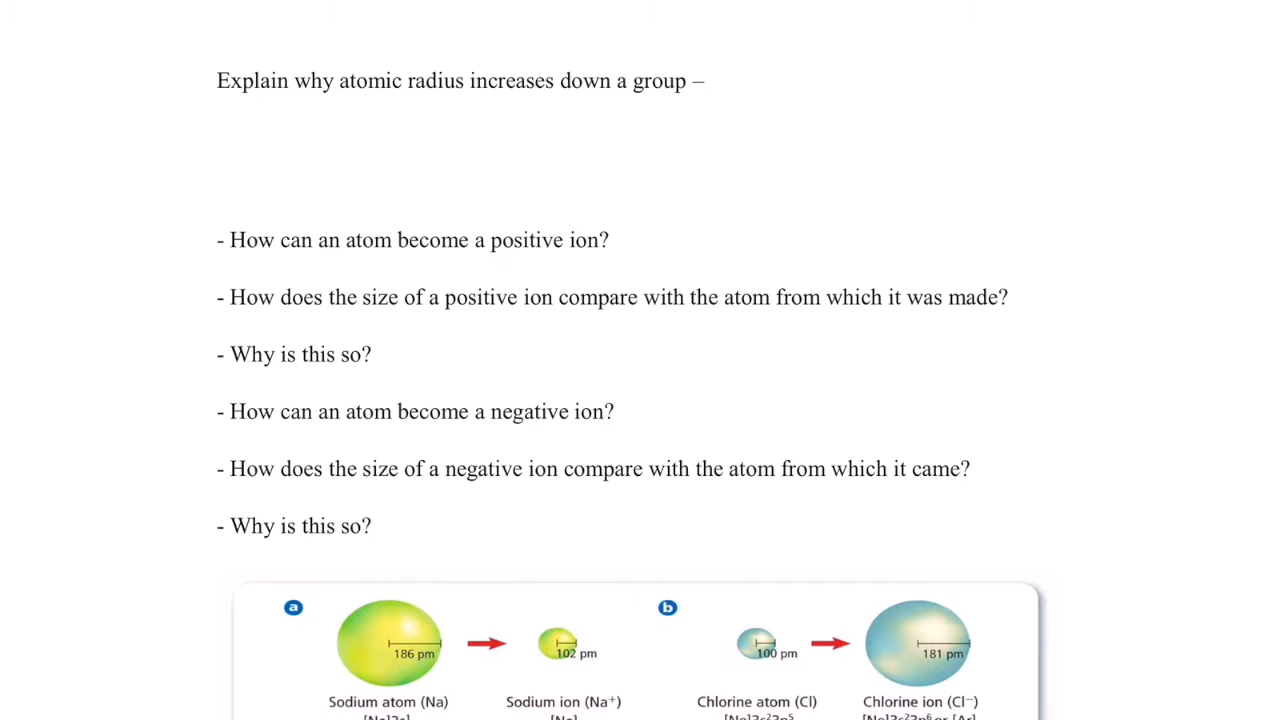 Explain why atomic radius increases down a group –
- How can an atom become a positive ion?
- How does the size of a positive ion compare with the atom from which it was made?
- Why is this so?
- How can an atom become a negative ion?
- How does the size of a negative ion compare with the atom from which it came?
- Why is this so?
a b
186 pm 102 pm 100 pm 181 pm
Sodium atom (Na) Sodium ion (Na⁺) Chlorine atom (Cl) Chlorine ion (Cl⁻)